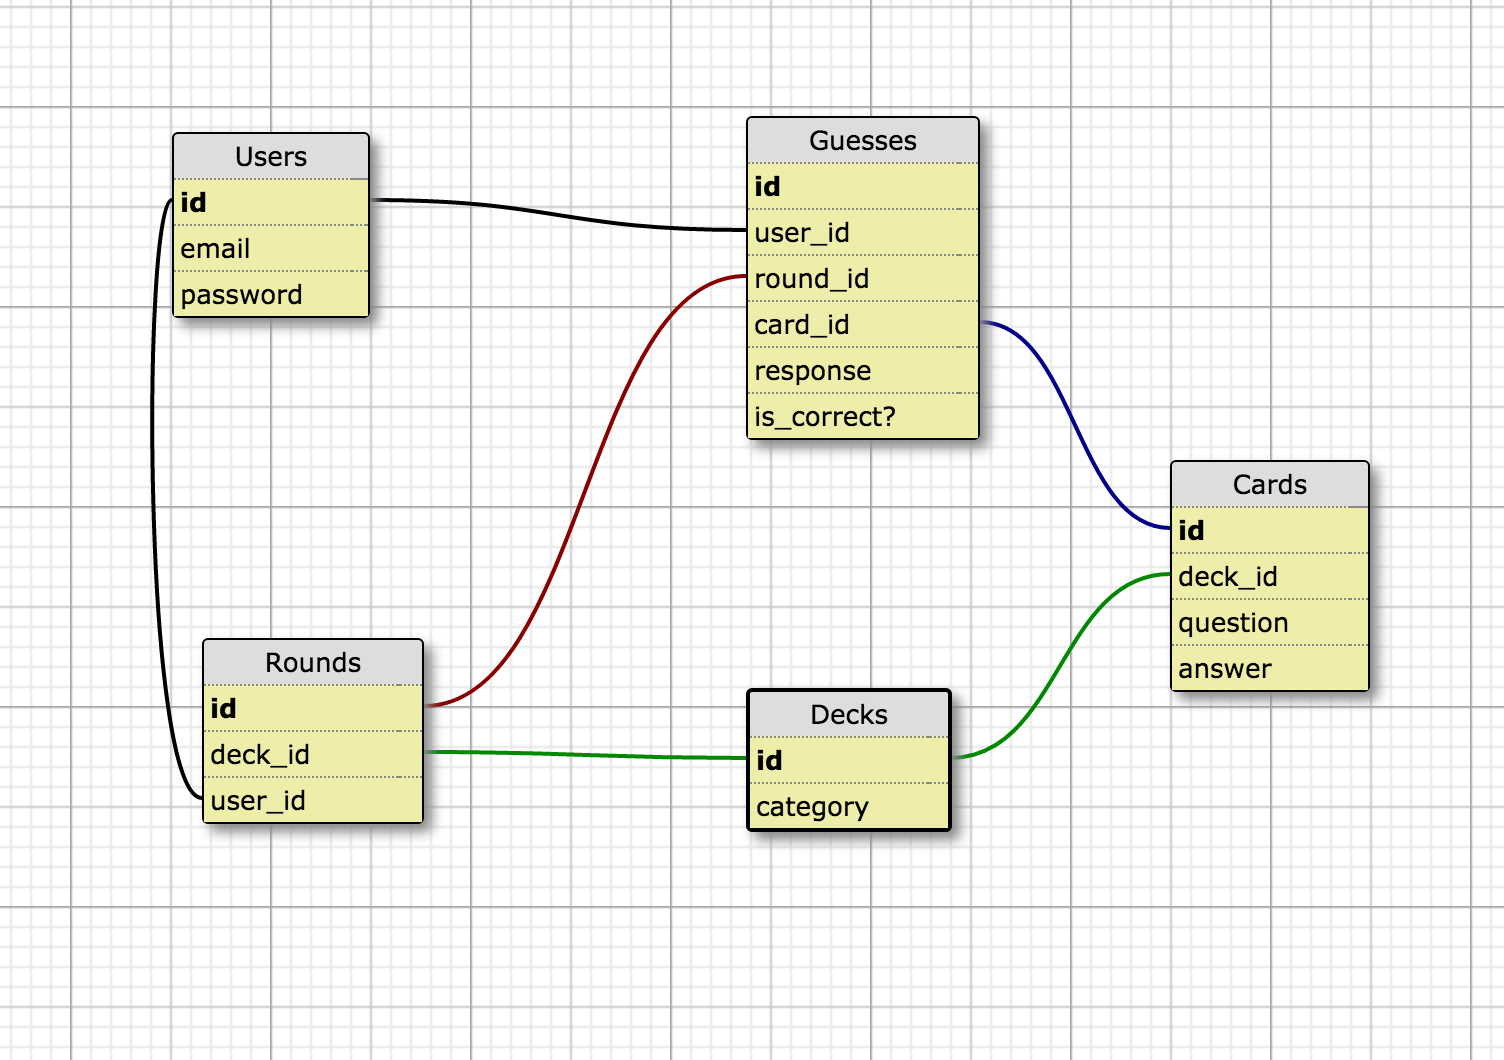 Users
id
email
password
Guesses
id
user_id
round_id
card_id
response
is_correct?
Cards
id
deck_id
question
answer
Rounds
id
deck_id
user_id
Decks
id
category